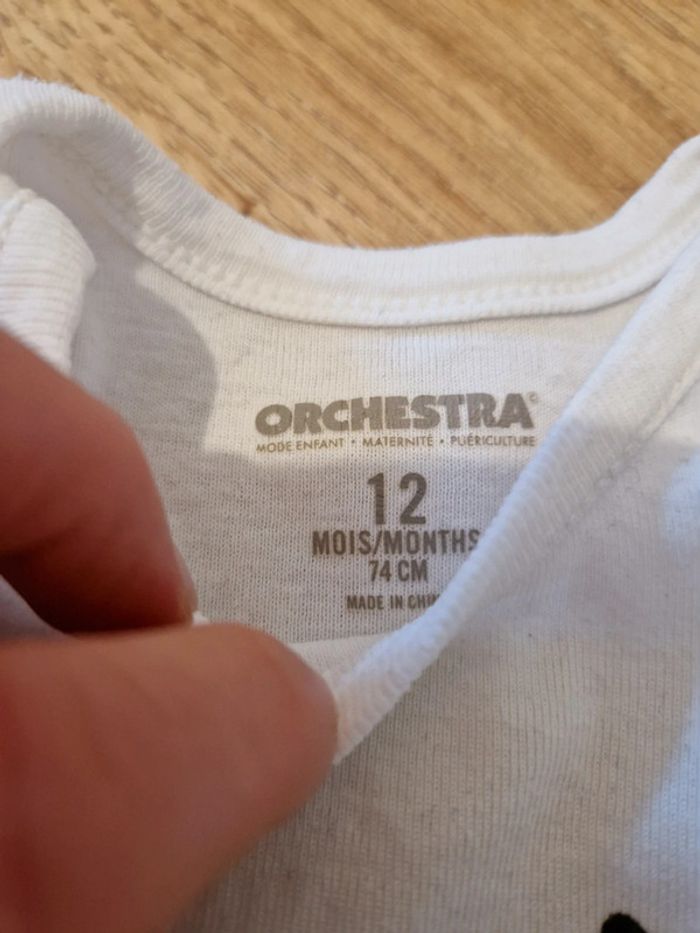 ORCHESTRA©
MODE ENFANT • MATERNITÉ • PUÉRICULTURE
12
MOIS/MONTHS
74 CM
MADE IN